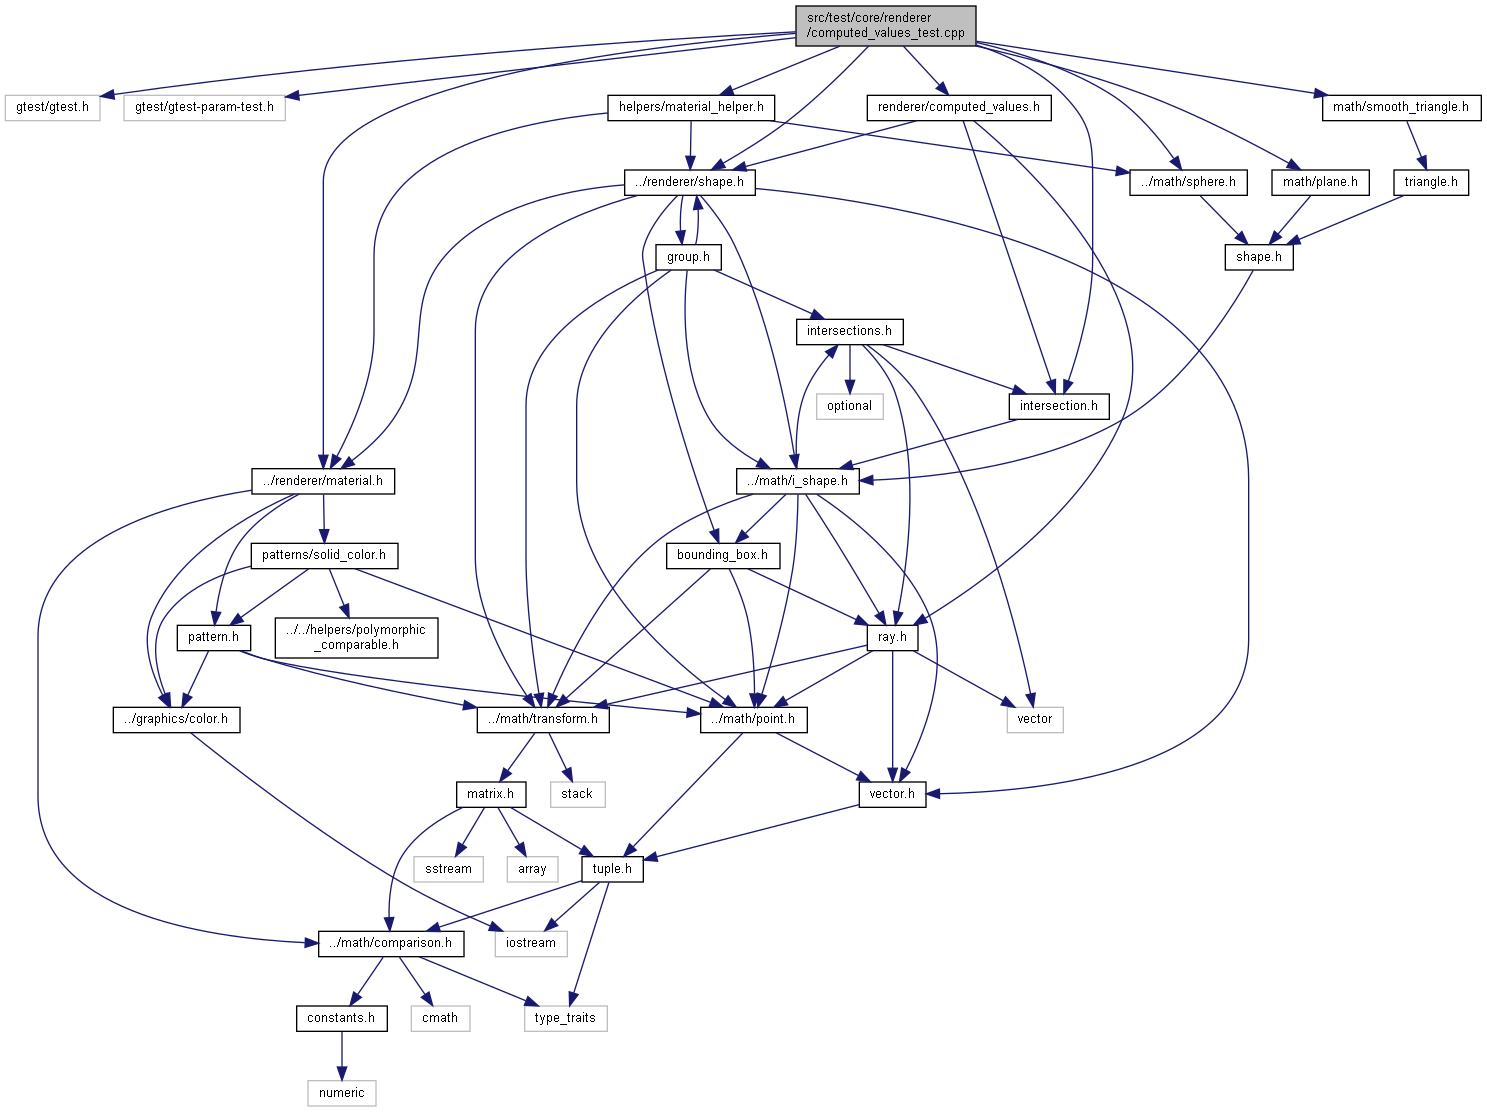 src/test/core/renderer
/computed_values_test.cpp
gtest/gtest.h
gtest/gtest-param-test.h
helpers/material_helper.h
renderer/computed_values.h
math/smooth_triangle.h
../renderer/shape.h
../math/sphere.h
math/plane.h
triangle.h
group.h
shape.h
intersections.h
optional
intersection.h
../renderer/material.h
../math/i_shape.h
patterns/solid_color.h
bounding_box.h
pattern.h
../../helpers/polymorphic
_comparable.h
ray.h
../graphics/color.h
../math/transform.h
../math/point.h
vector
matrix.h
stack
vector.h
sstream
array
tuple.h
../math/comparison.h
iostream
constants.h
cmath
type_traits
numeric